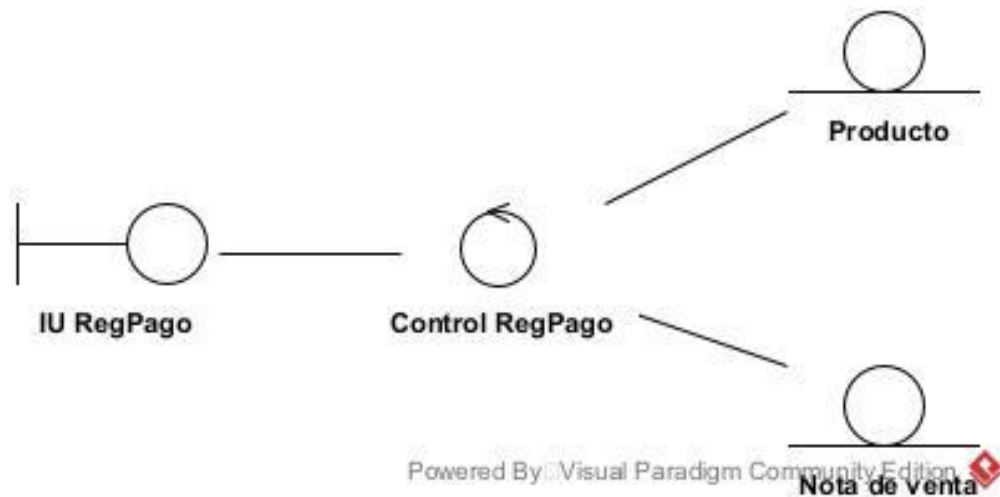 Producto
IU RegPago
Control RegPago
Powered By Visual Paradigm Community Edition
Nota de venta